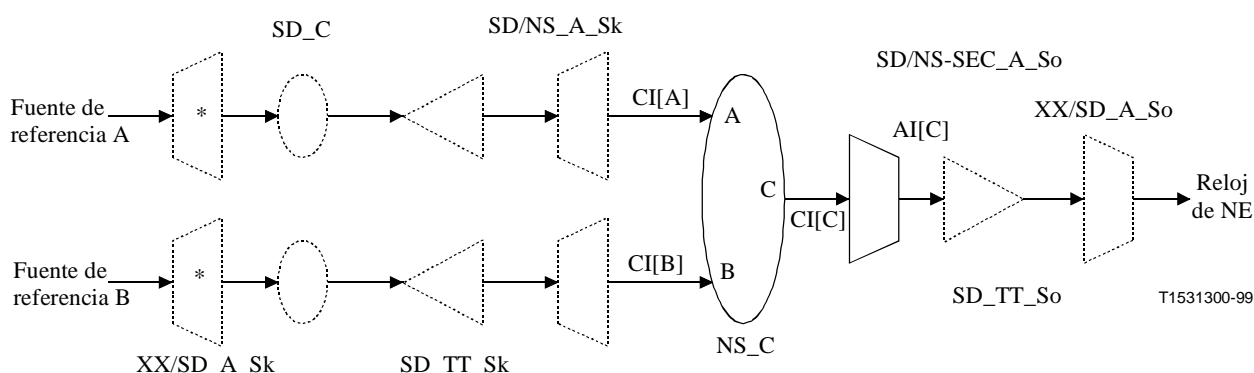 SD_C
SD/NS_A_Sk
SD/NS-SEC_A_So
Fuente de
referencia A
*
CI[A]
A
AI[C]
XX/SD_A_So
C
CI[C]
Reloj
de NE
Fuente de
referencia B
*
CI[B]
B
SD_TT_So
T1531300-99
XX/SD_A_Sk
SD_TT_Sk
NS_C